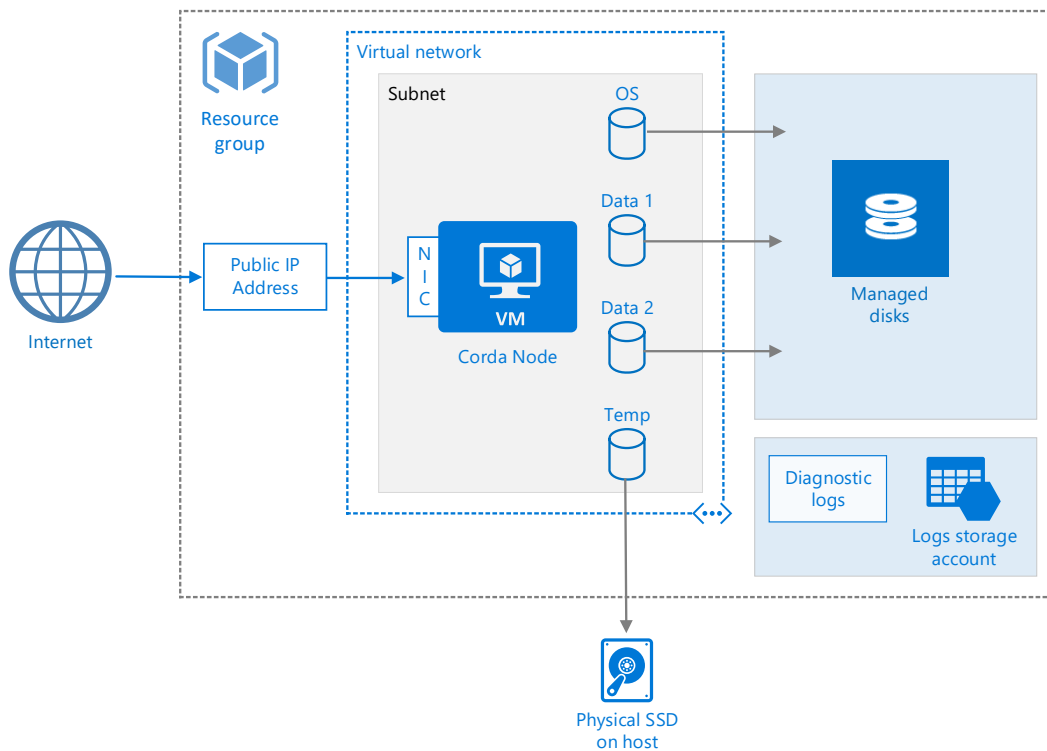 Virtual network
Subnet
OS
Resource
group
Data 1
Public IP
Address
N
I
C
VM
Corda Node
Internet
Data 2
Temp
Managed
disks
Diagnostic
logs
Logs storage
account
Physical SSD
on host